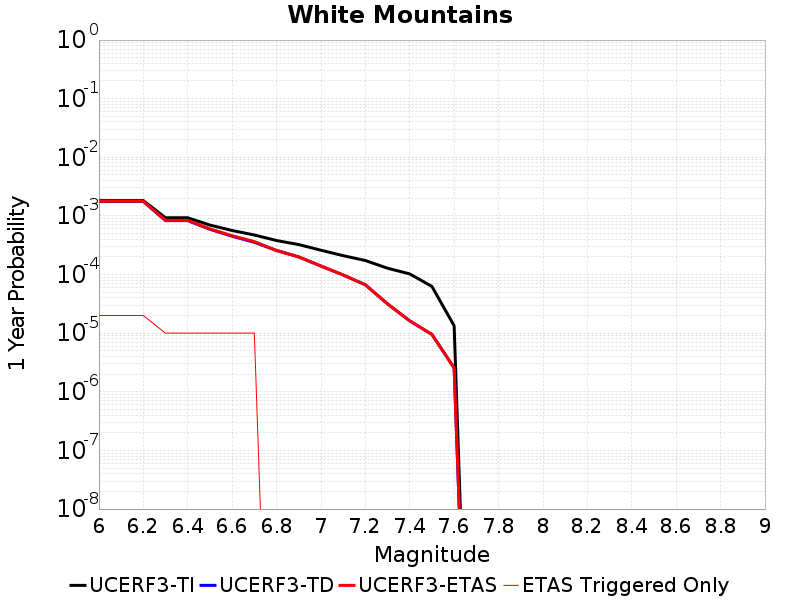 White Mountains
10^0
10^-1
10^-2
10^-3
10^-4
10^-5
10^-6
10^-7
10^-8
1 Year Probability
6 6.2 6.4 6.6 6.8 7 7.2 7.4 7.6 7.8 8 8.2 8.4 8.6 8.8 9
Magnitude
UCERF3-TI UCERF3-TD UCERF3-ETAS ETAS Triggered Only